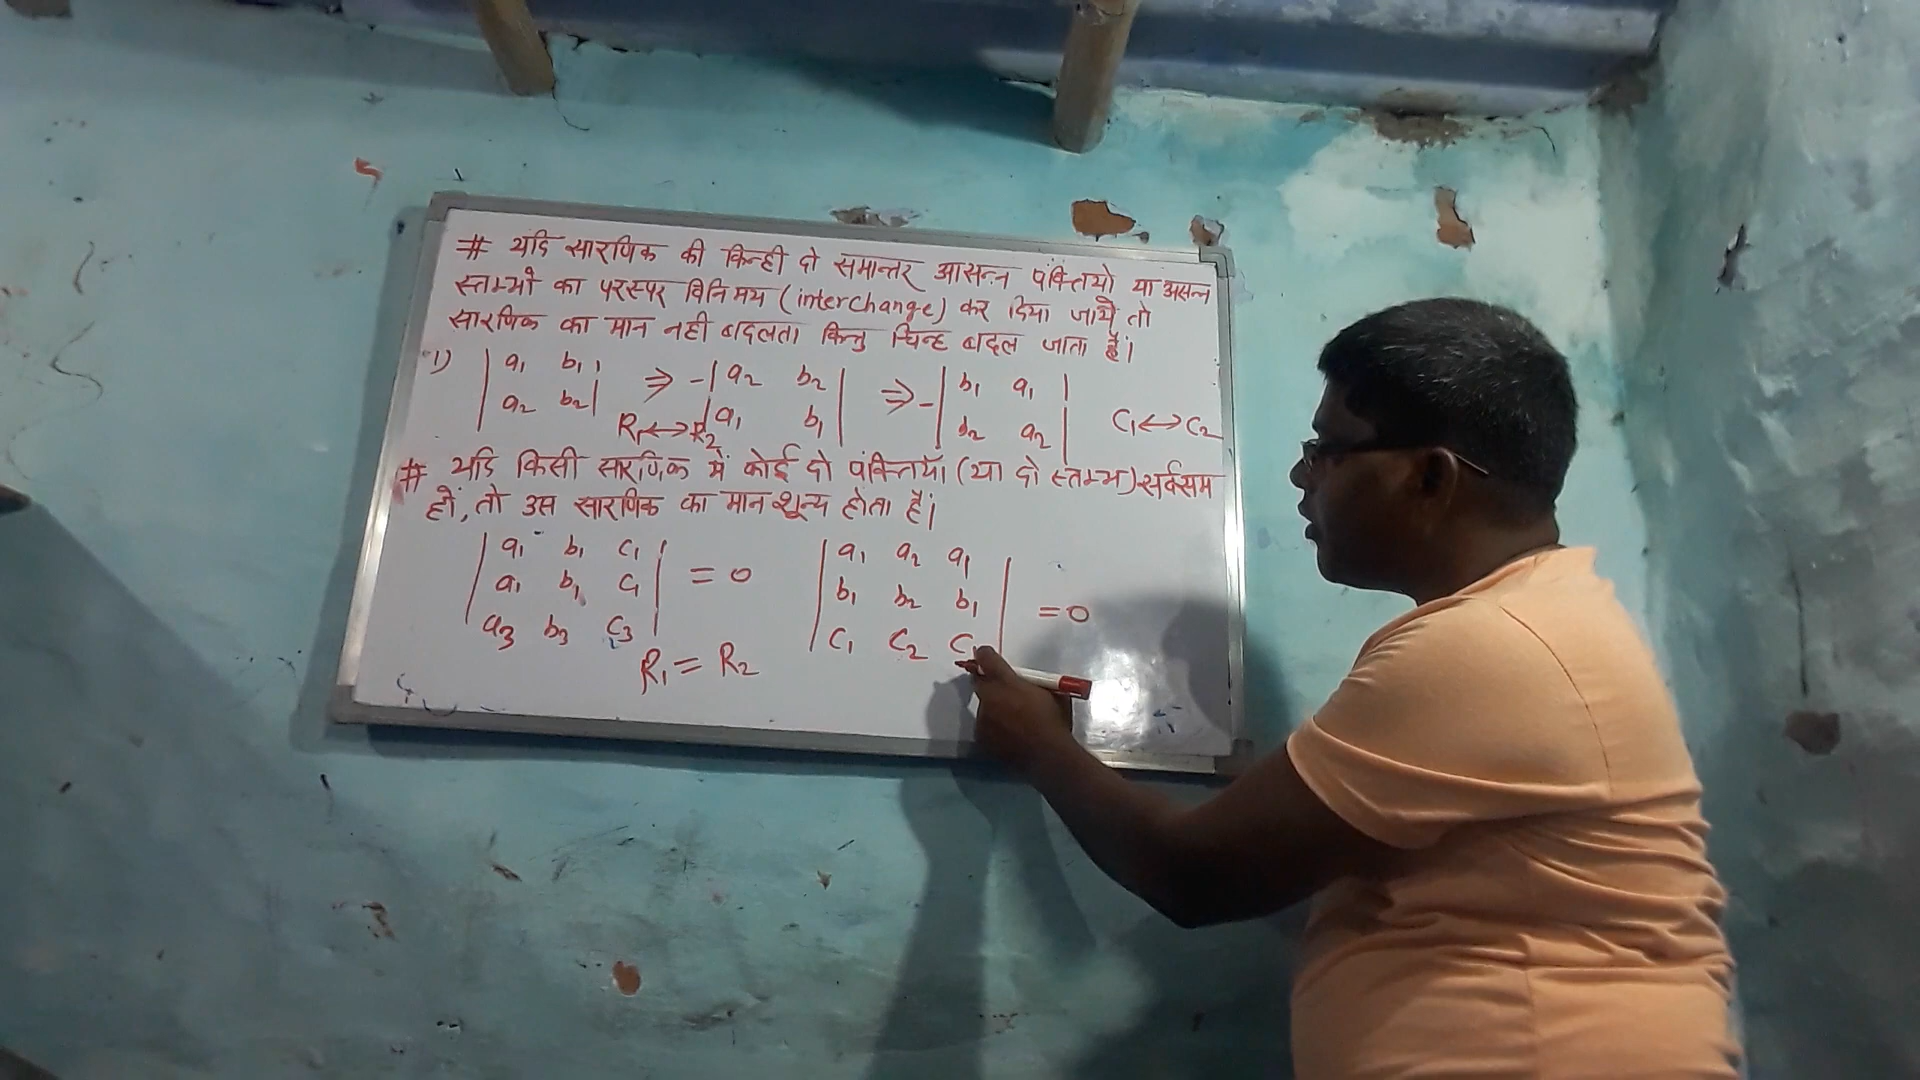 # यदि सारणिक की किन्ही दो समान्तर आसन्न पंक्तियो या असन्न
स्तम्भों का परस्पर विनिमय (interchange) कर दिया जाये तो
सारणिक का मान नही बदलता किन्तु चिन्ह बदल जाता है।
1) | a₁ b₁ | ⇒ -| a₂ b₂ | ⇒ -| b₁ a₁ |
| a₂ b₂ | R₁↔R₂ | a₁ b₁ | | b₂ a₂ | C₁↔C₂
# यदि किसी सारणिक में कोई दो पंक्तियाँ (या दो स्तम्भ) सर्वसम
हों, तो उस सारणिक का मान शून्य होता है।
| a₁ b₁ c₁ | | a₁ a₂ a₁ |
| a₁ b₁ c₁ | = 0 | b₁ b₂ b₁ | = 0
| a₃ b₃ c₃ | | c₁ c₂ c₁ |
R₁ = R₂